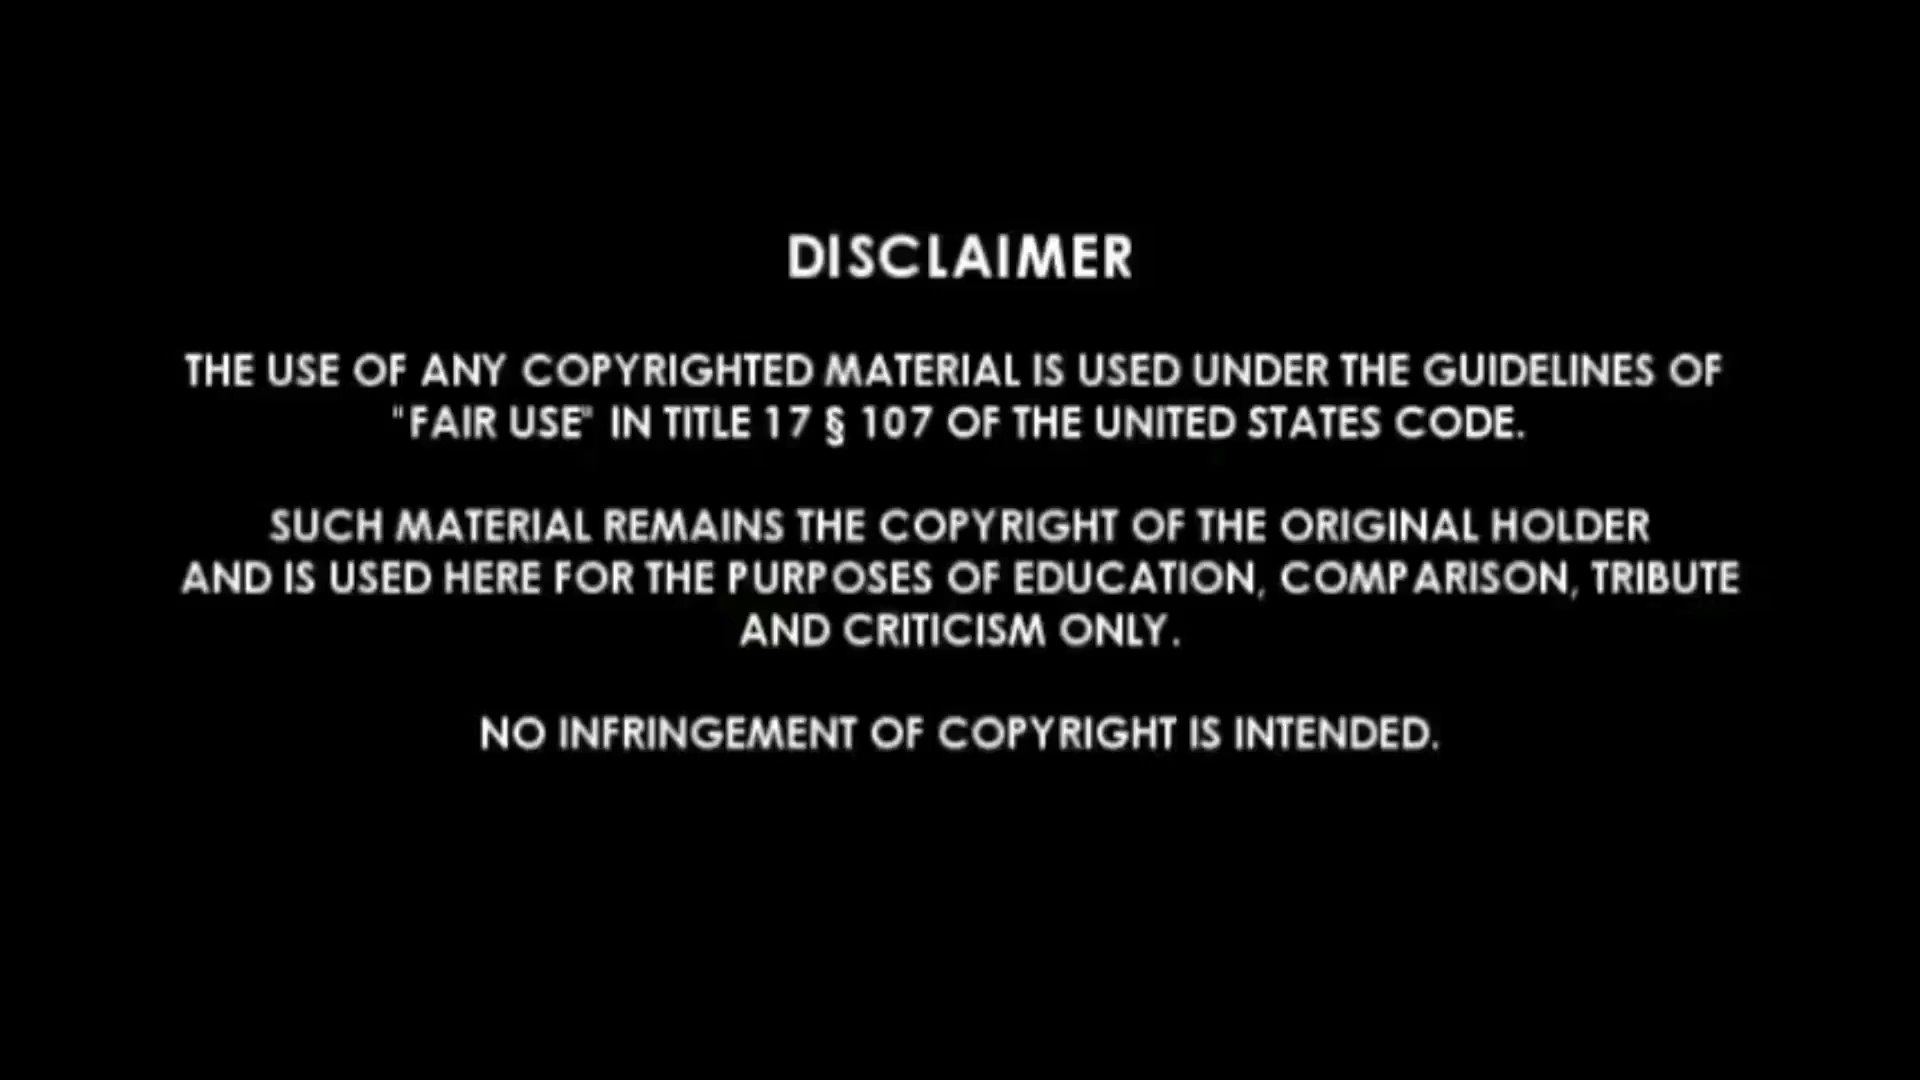 DISCLAIMER
THE USE OF ANY COPYRIGHTED MATERIAL IS USED UNDER THE GUIDELINES OF
"FAIR USE" IN TITLE 17 § 107 OF THE UNITED STATES CODE.
SUCH MATERIAL REMAINS THE COPYRIGHT OF THE ORIGINAL HOLDER
AND IS USED HERE FOR THE PURPOSES OF EDUCATION, COMPARISON, TRIBUTE
AND CRITICISM ONLY.
NO INFRINGEMENT OF COPYRIGHT IS INTENDED.